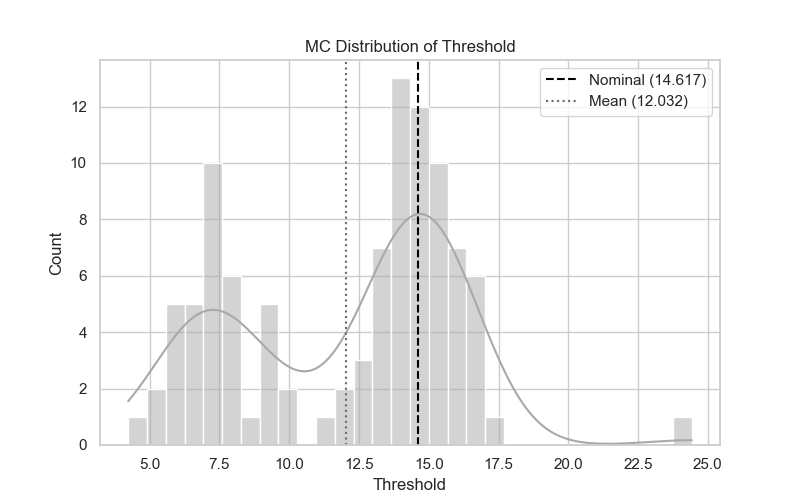 MC Distribution of Threshold
Nominal (14.617)
Mean (12.032)
Count
12
10
8
6
4
2
0
5.0 7.5 10.0 12.5 15.0 17.5 20.0 22.5 25.0
Threshold